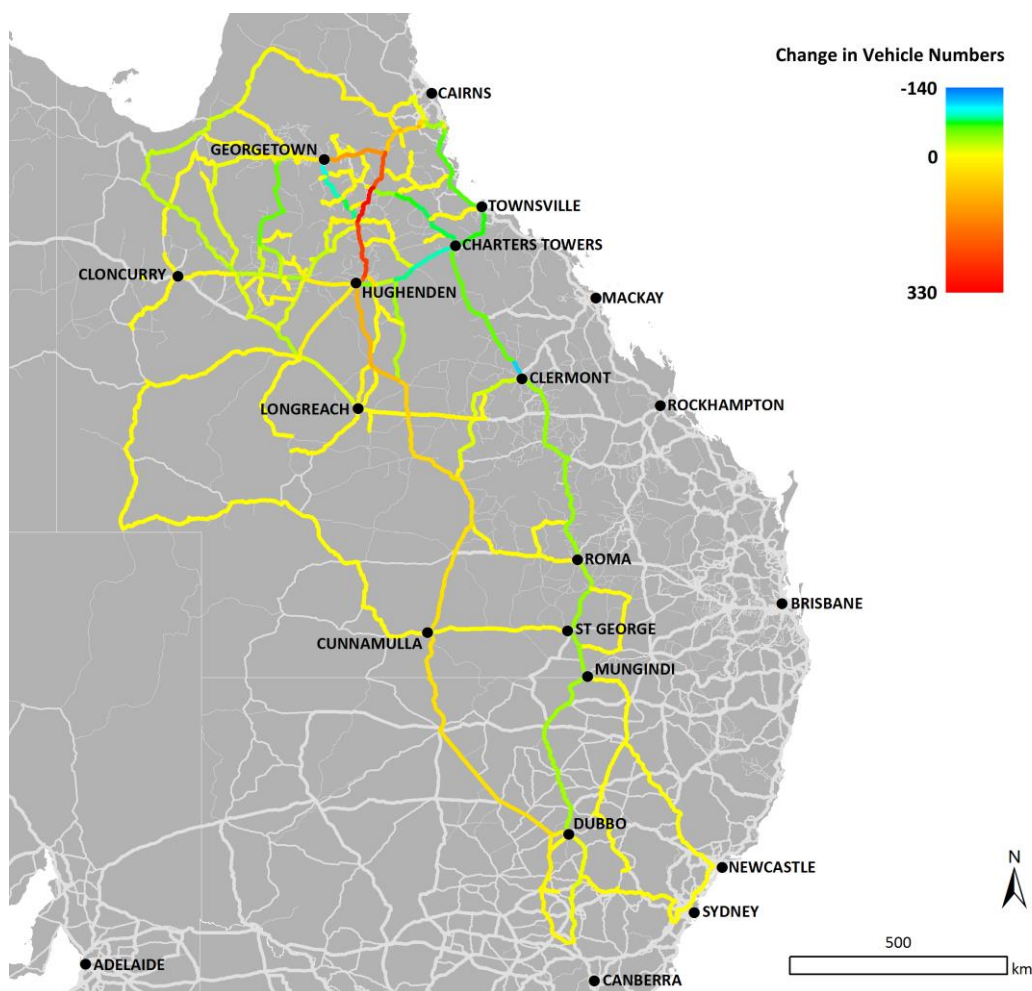 Change in Vehicle Numbers
-140
0
330
CAIRNS
GEORGETOWN
TOWNSVILLE
CHARTERS TOWERS
CLONCURRY
HUGHENDEN
MACKAY
CLERMONT
LONGREACH
ROCKHAMPTON
ROMA
BRISBANE
ST GEORGE
CUNNAMULLA
MUNGINDI
DUBBO
NEWCASTLE
N
SYDNEY
500
km
ADELAIDE
CANBERRA